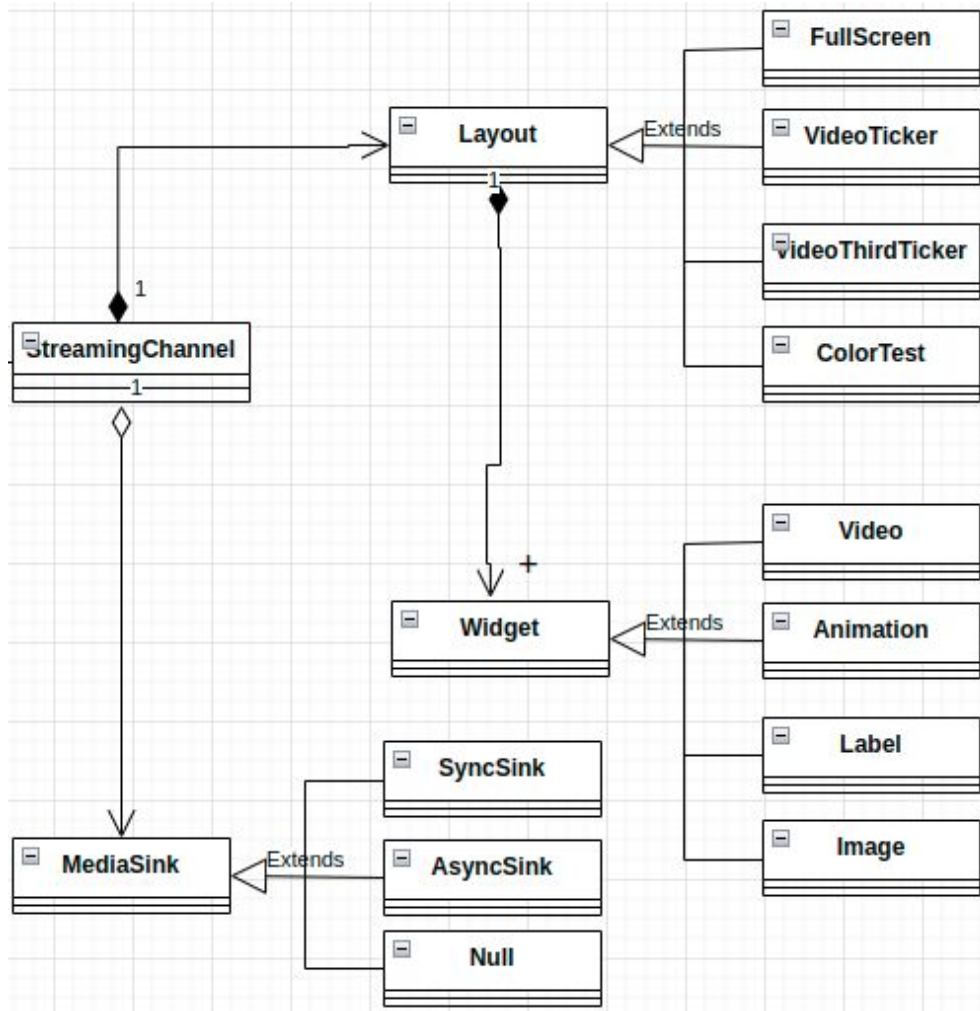 FullScreen
Layout
Extends
VideoTicker
1
VideoThirdTicker
1
StreamingChannel
ColorTest
1
Video
+
Widget
Extends
Animation
Label
SyncSink
Image
MediaSink
Extends
AsyncSink
Null